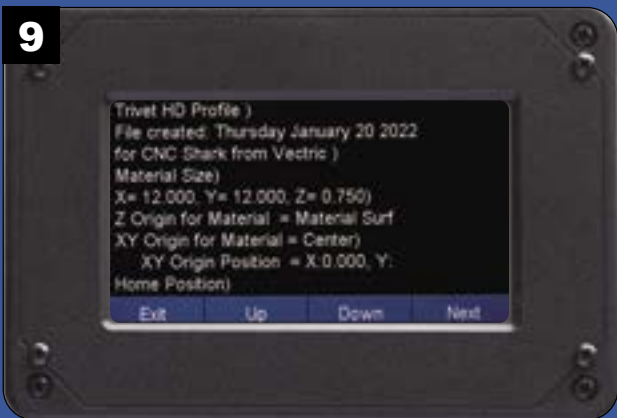 9
Trivet HD Profile )
File created: Thursday January 20 2022
for CNC Shark from Vectric )
Material Size)
X= 12.000, Y= 12.000, Z= 0.750)
Z Origin for Material = Material Surf
XY Origin for Material = Center)
XY Origin Position = X:0.000, Y:
Home Position)
Exit Up Down Next